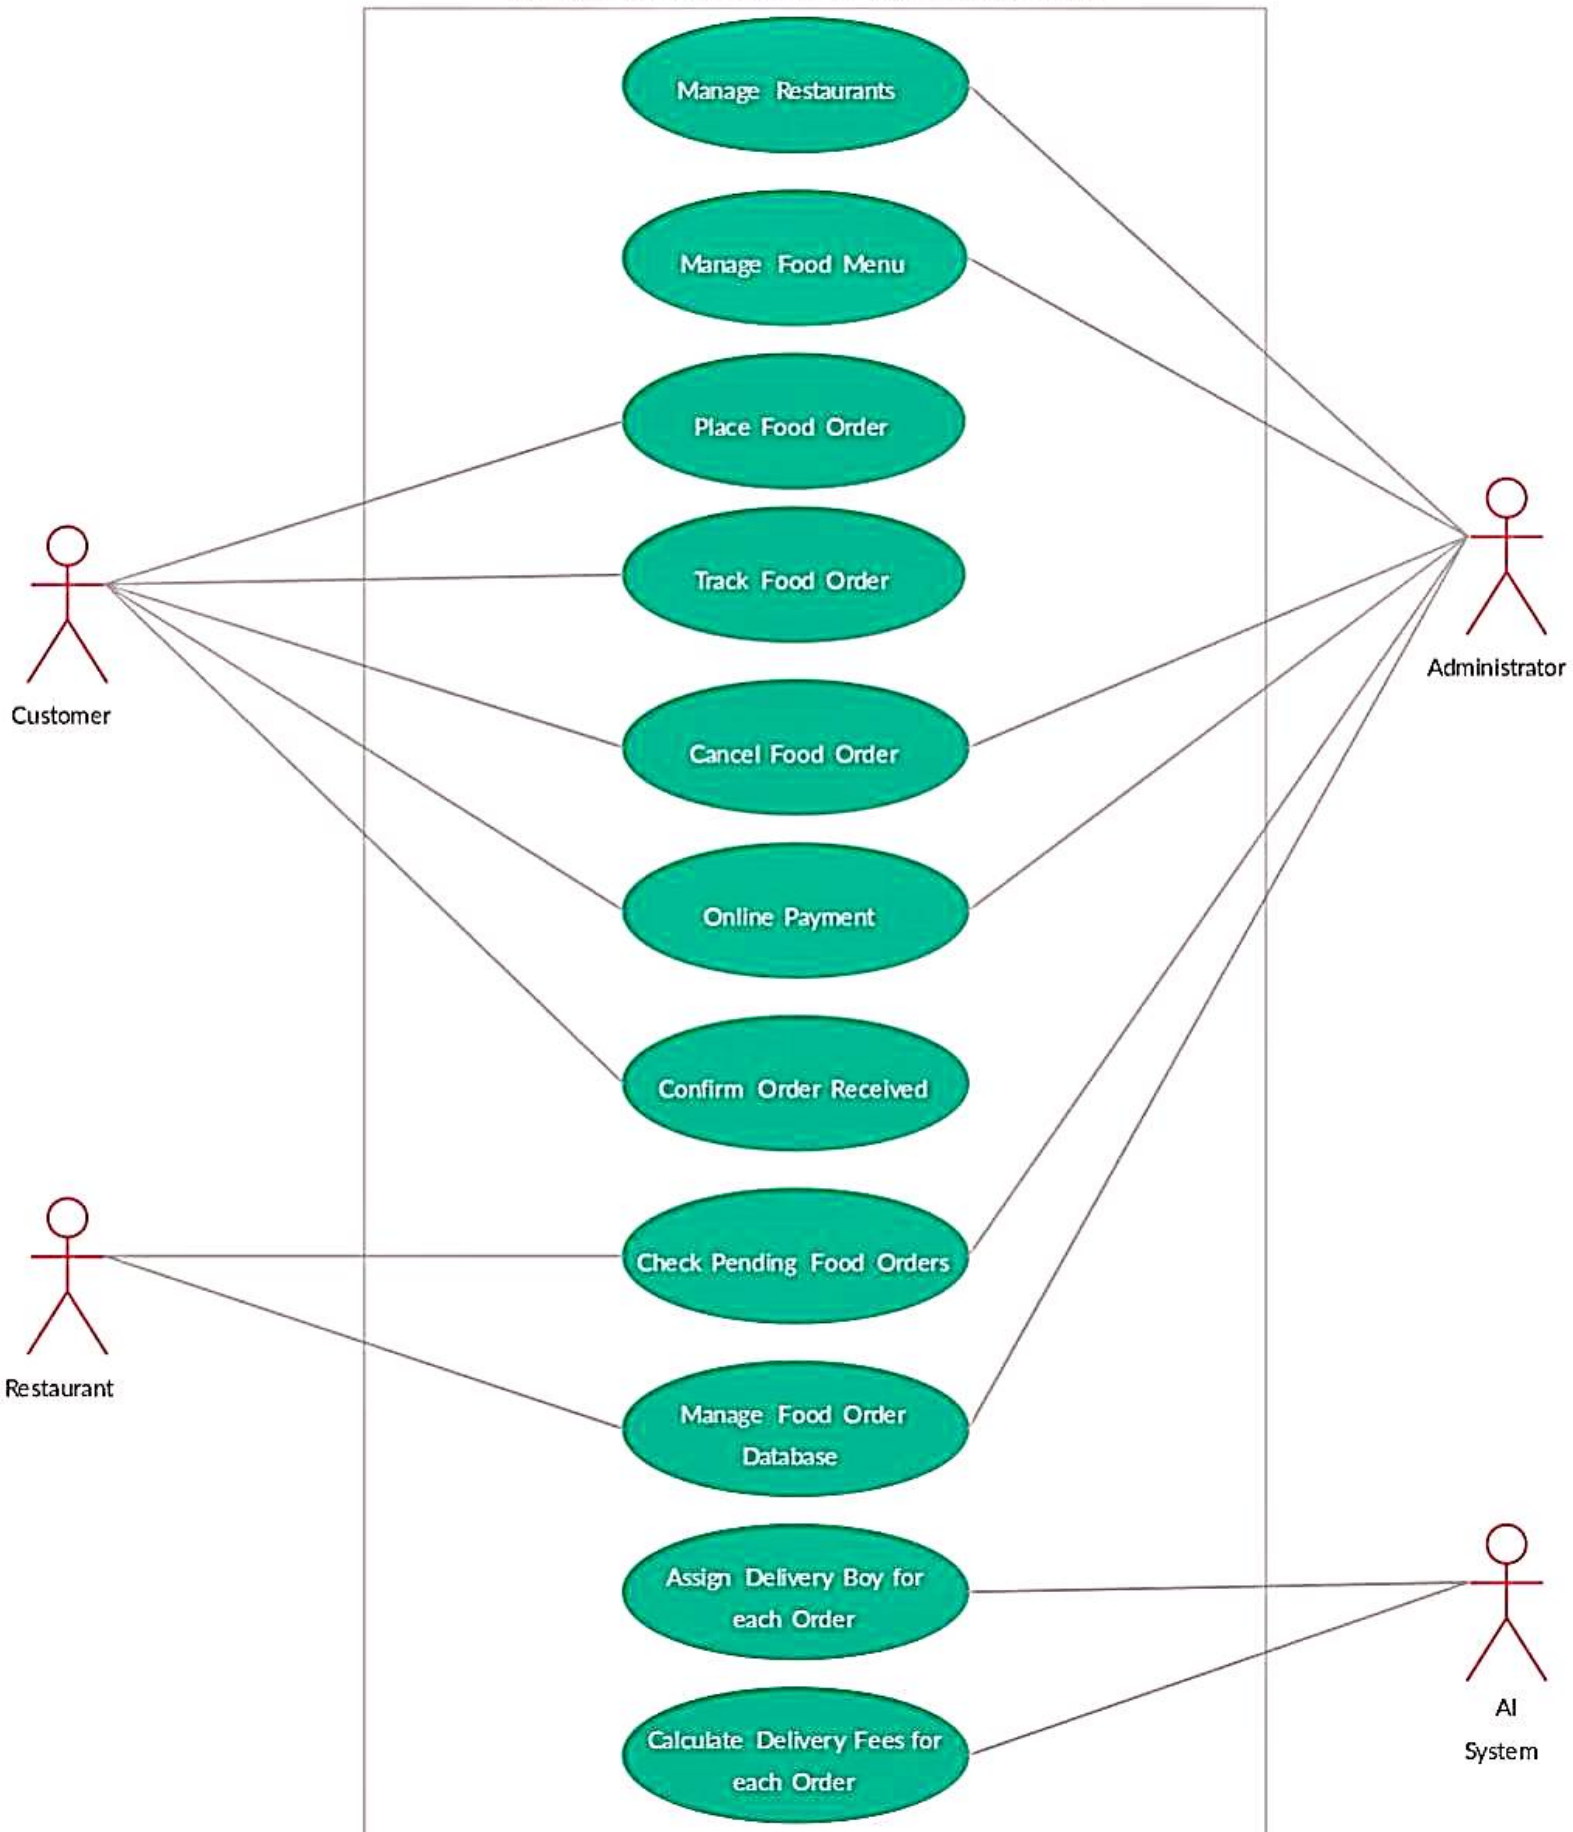 Manage Restaurants
Manage Food Menu
Place Food Order
Track Food Order
Customer
Administrator
Cancel Food Order
Online Payment
Confirm Order Received
Check Pending Food Orders
Restaurant
Manage Food Order
Database
Assign Delivery Boy for
each Order
AI
System
Calculate Delivery Fees for
each Order